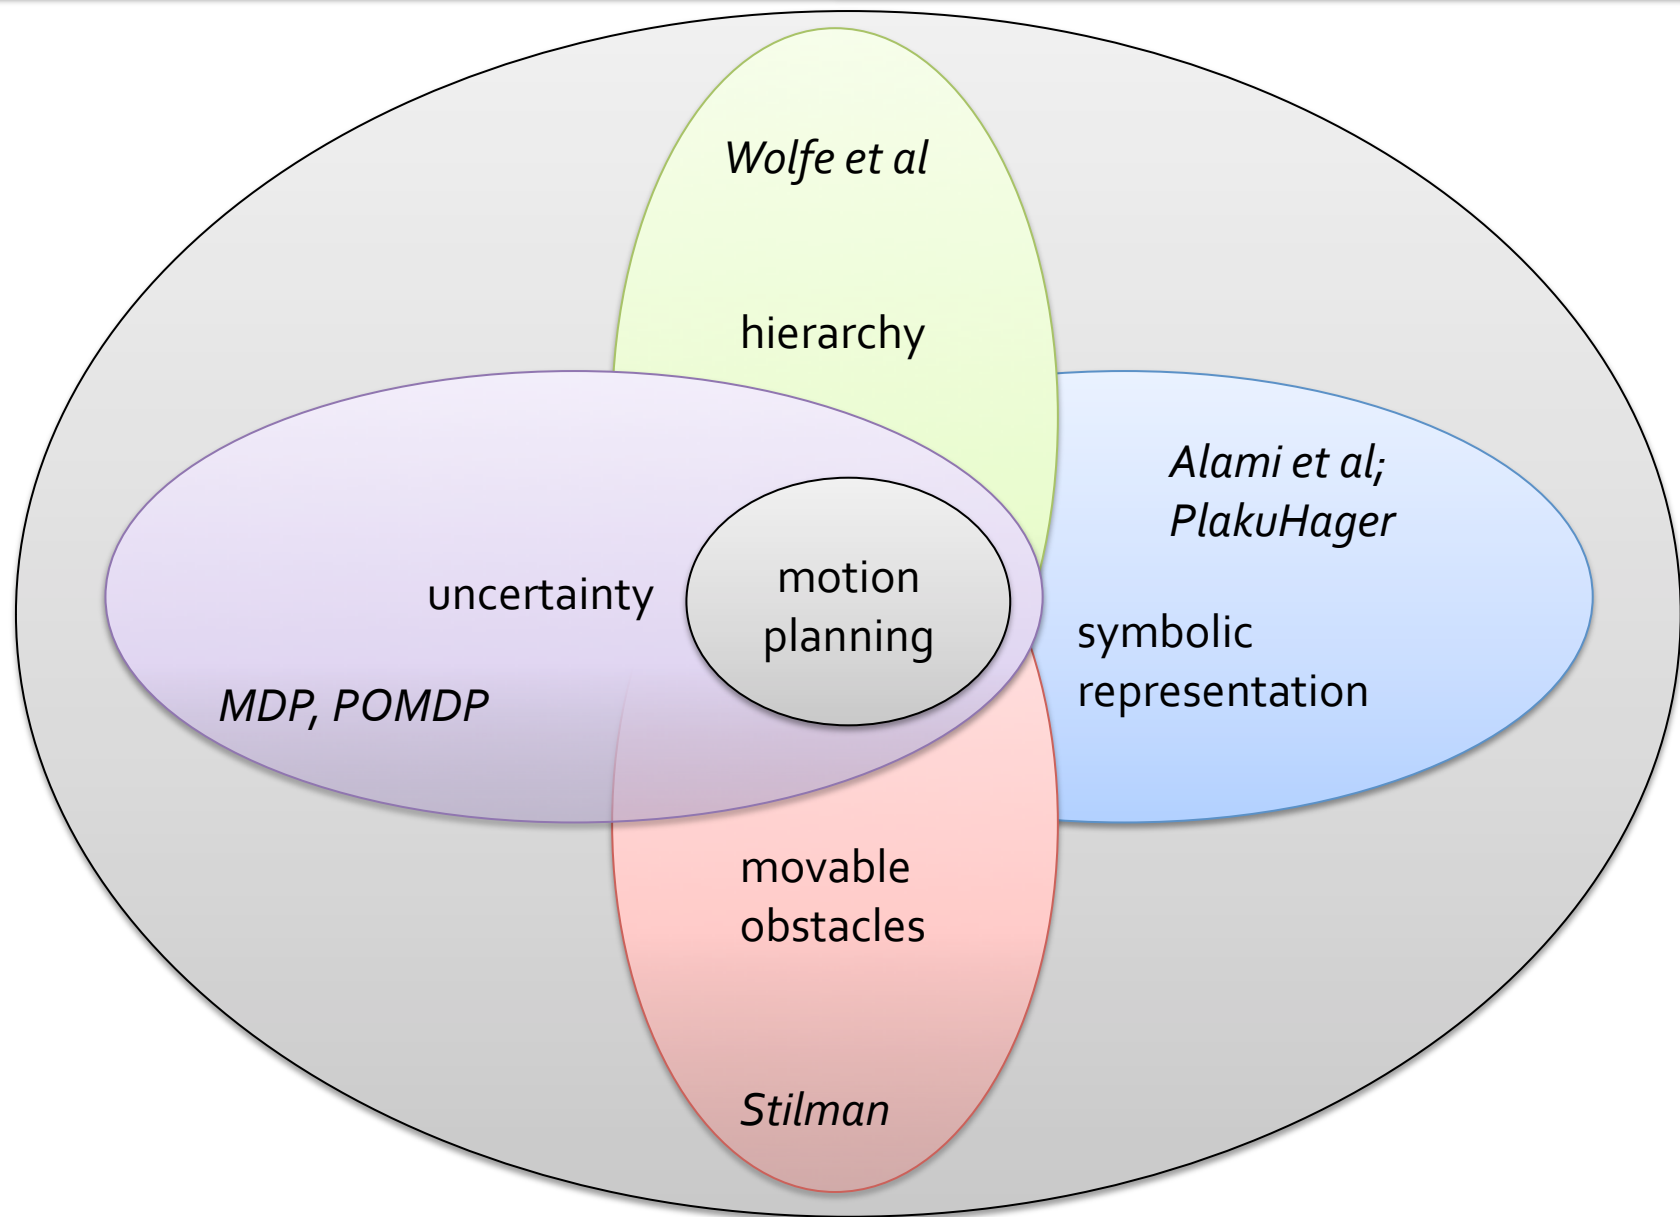 Wolfe et al
hierarchy
Alami et al;
PlakuHager
uncertainty
motion
planning
symbolic
representation
MDP, POMDP
movable
obstacles
Stilman